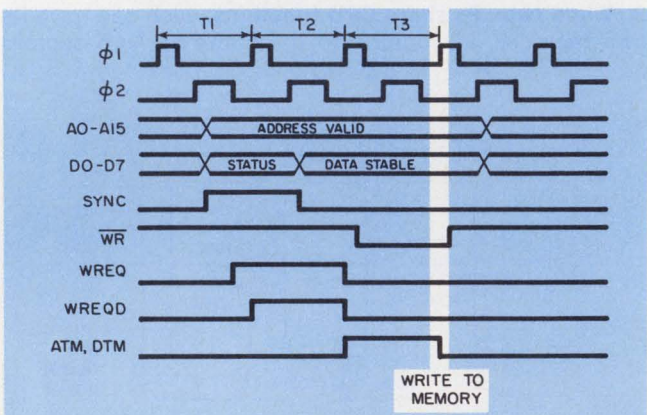 T1 T2 T3
ϕ1
ϕ2
A0-A15 ADDRESS VALID
D0-D7 STATUS DATA STABLE
SYNC
W̅R̅
WREQ
WREQD
ATM, DTM
WRITE TO
MEMORY